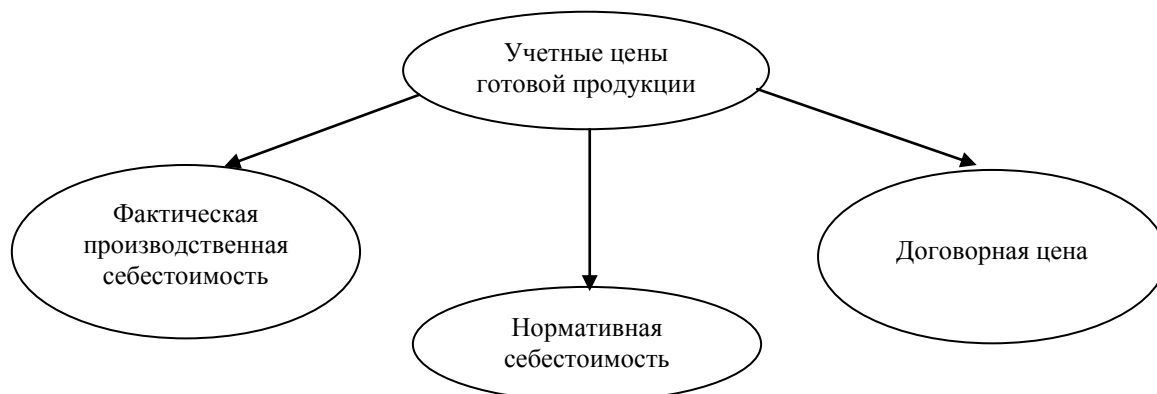 Учетные цены
готовой продукции
Фактическая
производственная
себестоимость
Договорная цена
Нормативная
себестоимость